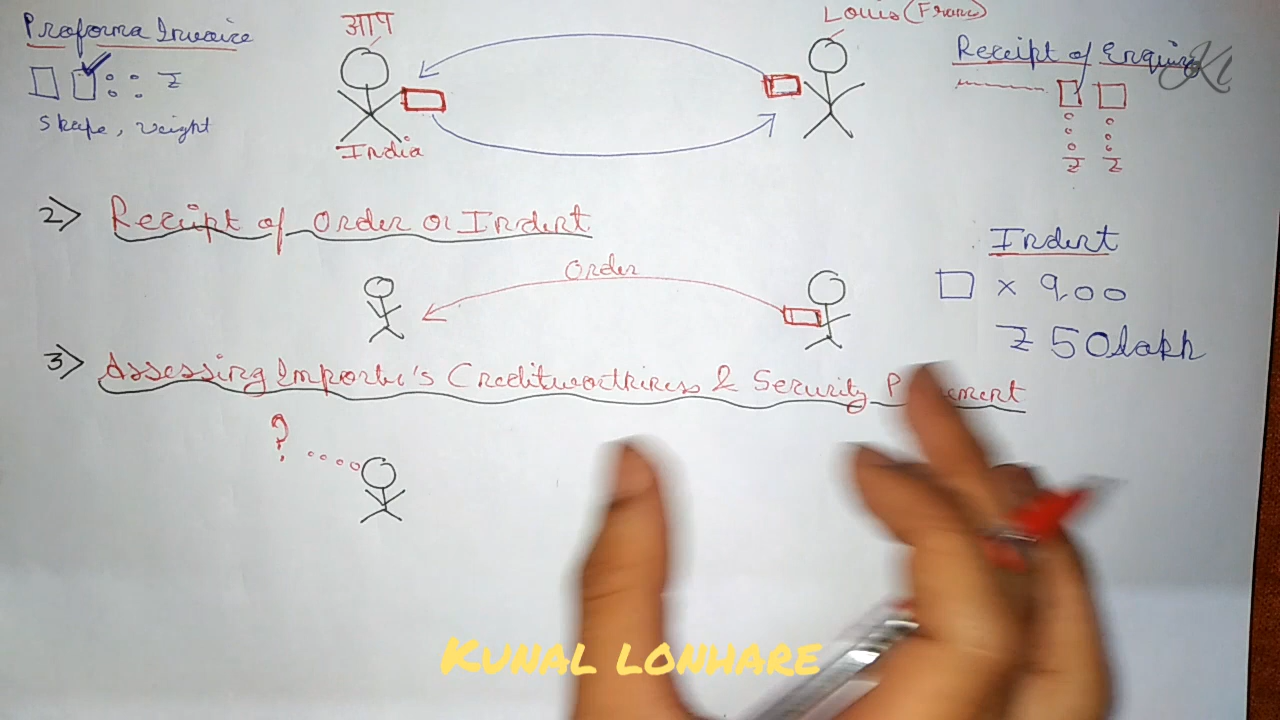 Proforma Invoice
Shape, weight
आप
India
Louis (Franc)
Receipt of Enquiry
2> Receipt of Order or Indent
Order
Indent
x 900
₹ 50 lakh
3> Assessing Importer's Creditworthiness & Security Payment
?
KUNAL LONHARE